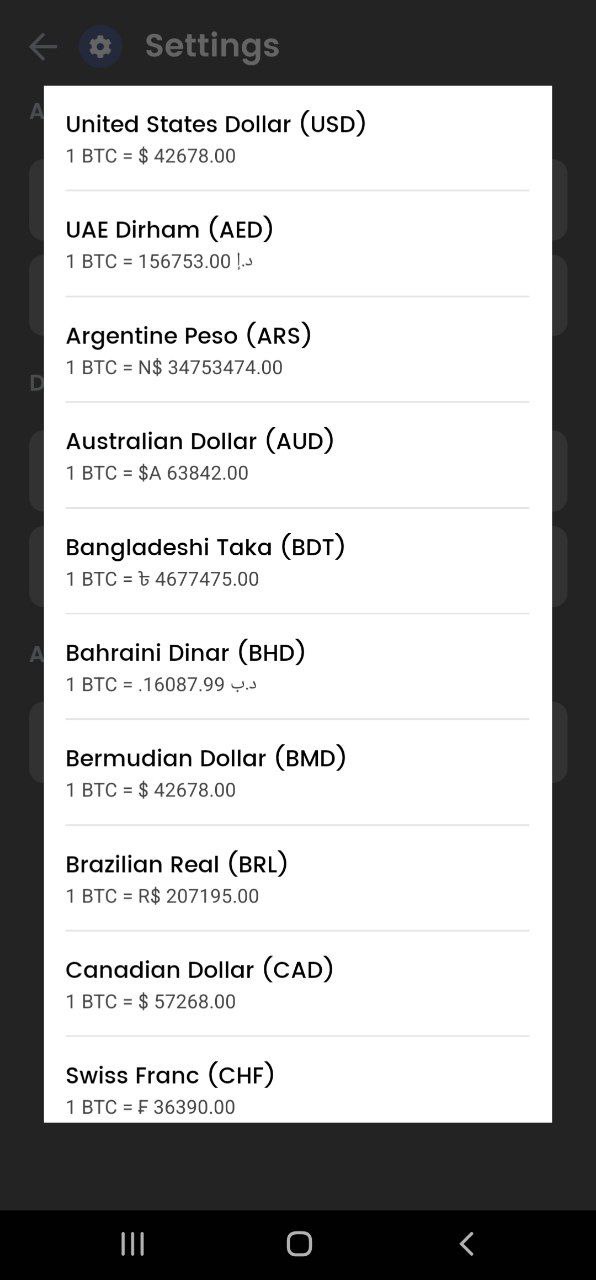 Settings
A
United States Dollar (USD)
1 BTC = $ 42678.00
UAE Dirham (AED)
1 BTC = 156753.00 د.إ
Argentine Peso (ARS)
1 BTC = N$ 34753474.00
D
Australian Dollar (AUD)
1 BTC = $A 63842.00
Bangladeshi Taka (BDT)
1 BTC = ৳ 4677475.00
Bahraini Dinar (BHD)
A
1 BTC = .16087.99 د.ب
Bermudian Dollar (BMD)
1 BTC = $ 42678.00
Brazilian Real (BRL)
1 BTC = R$ 207195.00
Canadian Dollar (CAD)
1 BTC = $ 57268.00
Swiss Franc (CHF)
1 BTC = ₣ 36390.00